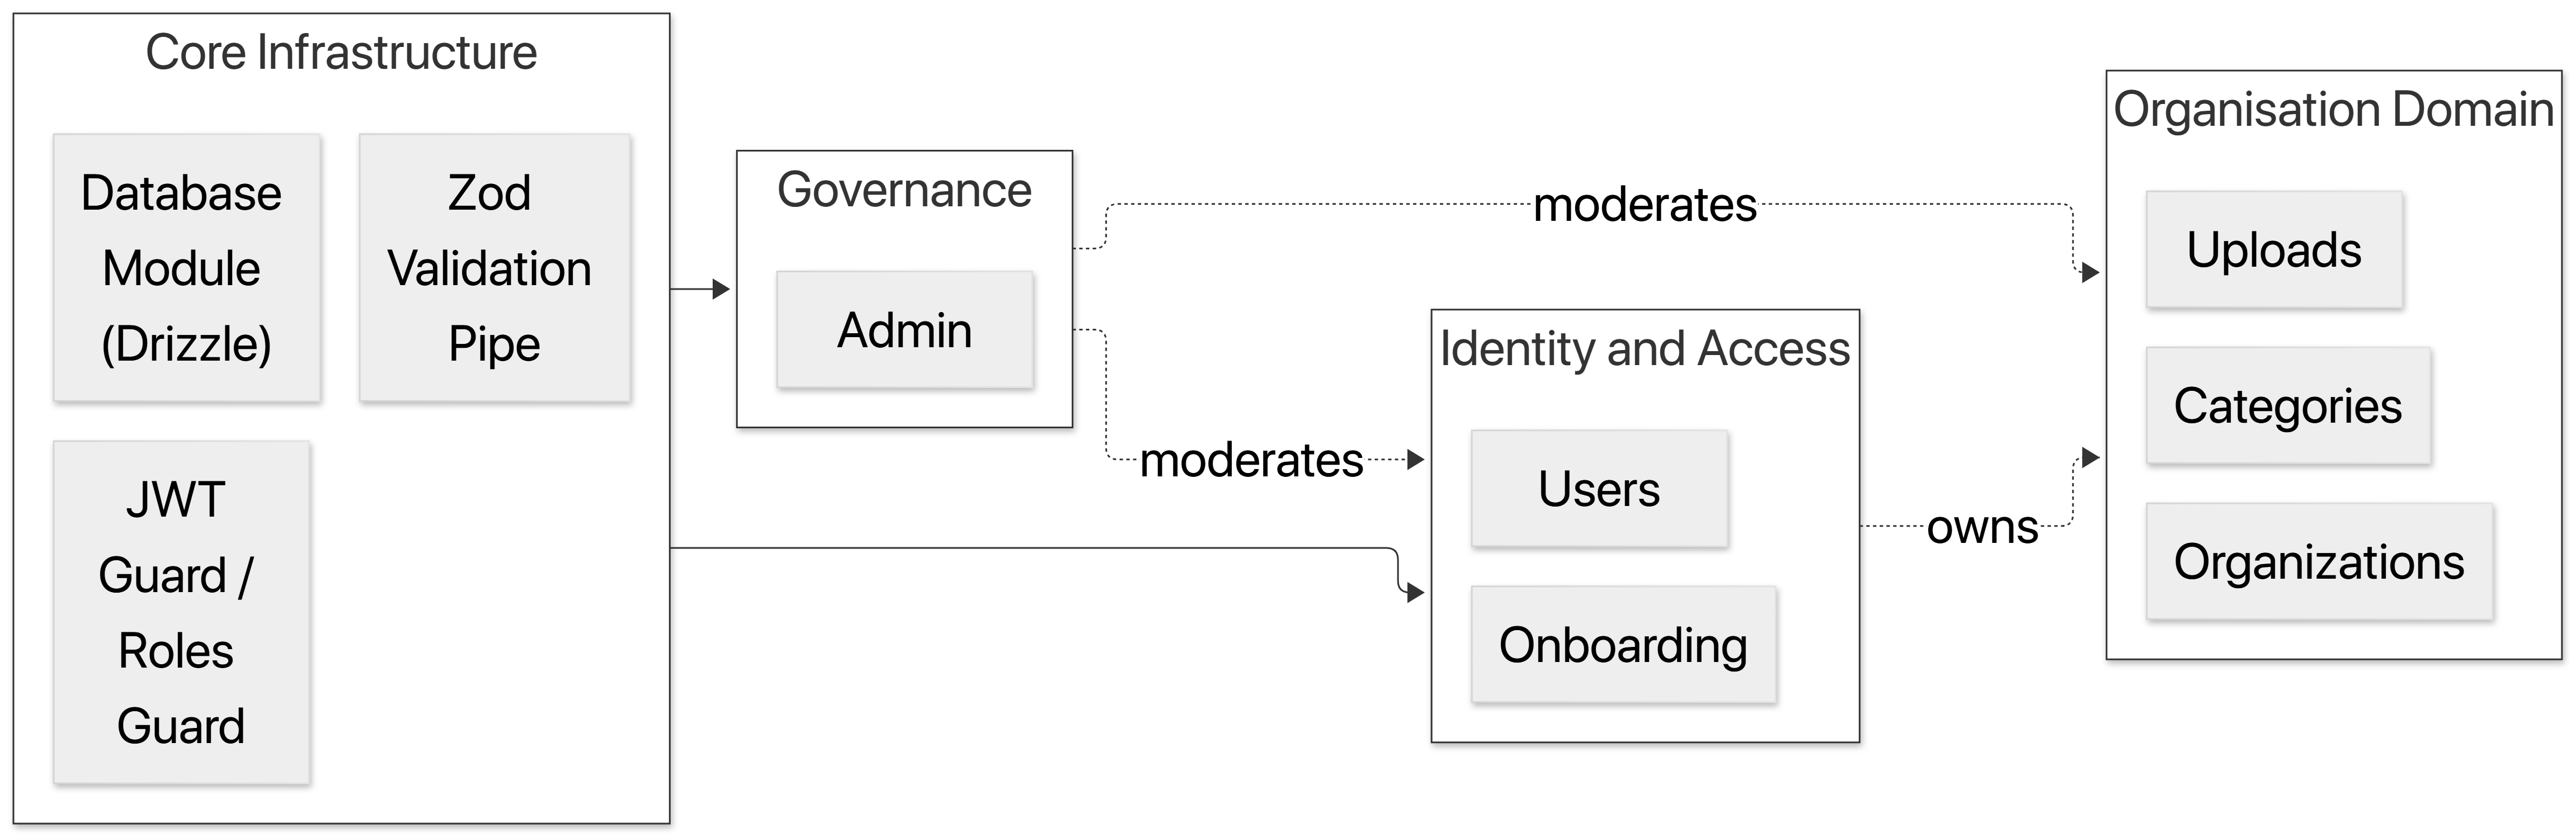 Core Infrastructure
Database
Module
(Drizzle)
Zod
Validation
Pipe
JWT
Guard /
Roles
Guard
Governance
Admin
moderates
moderates
Identity and Access
Users
Onboarding
owns
Organisation Domain
Uploads
Categories
Organizations